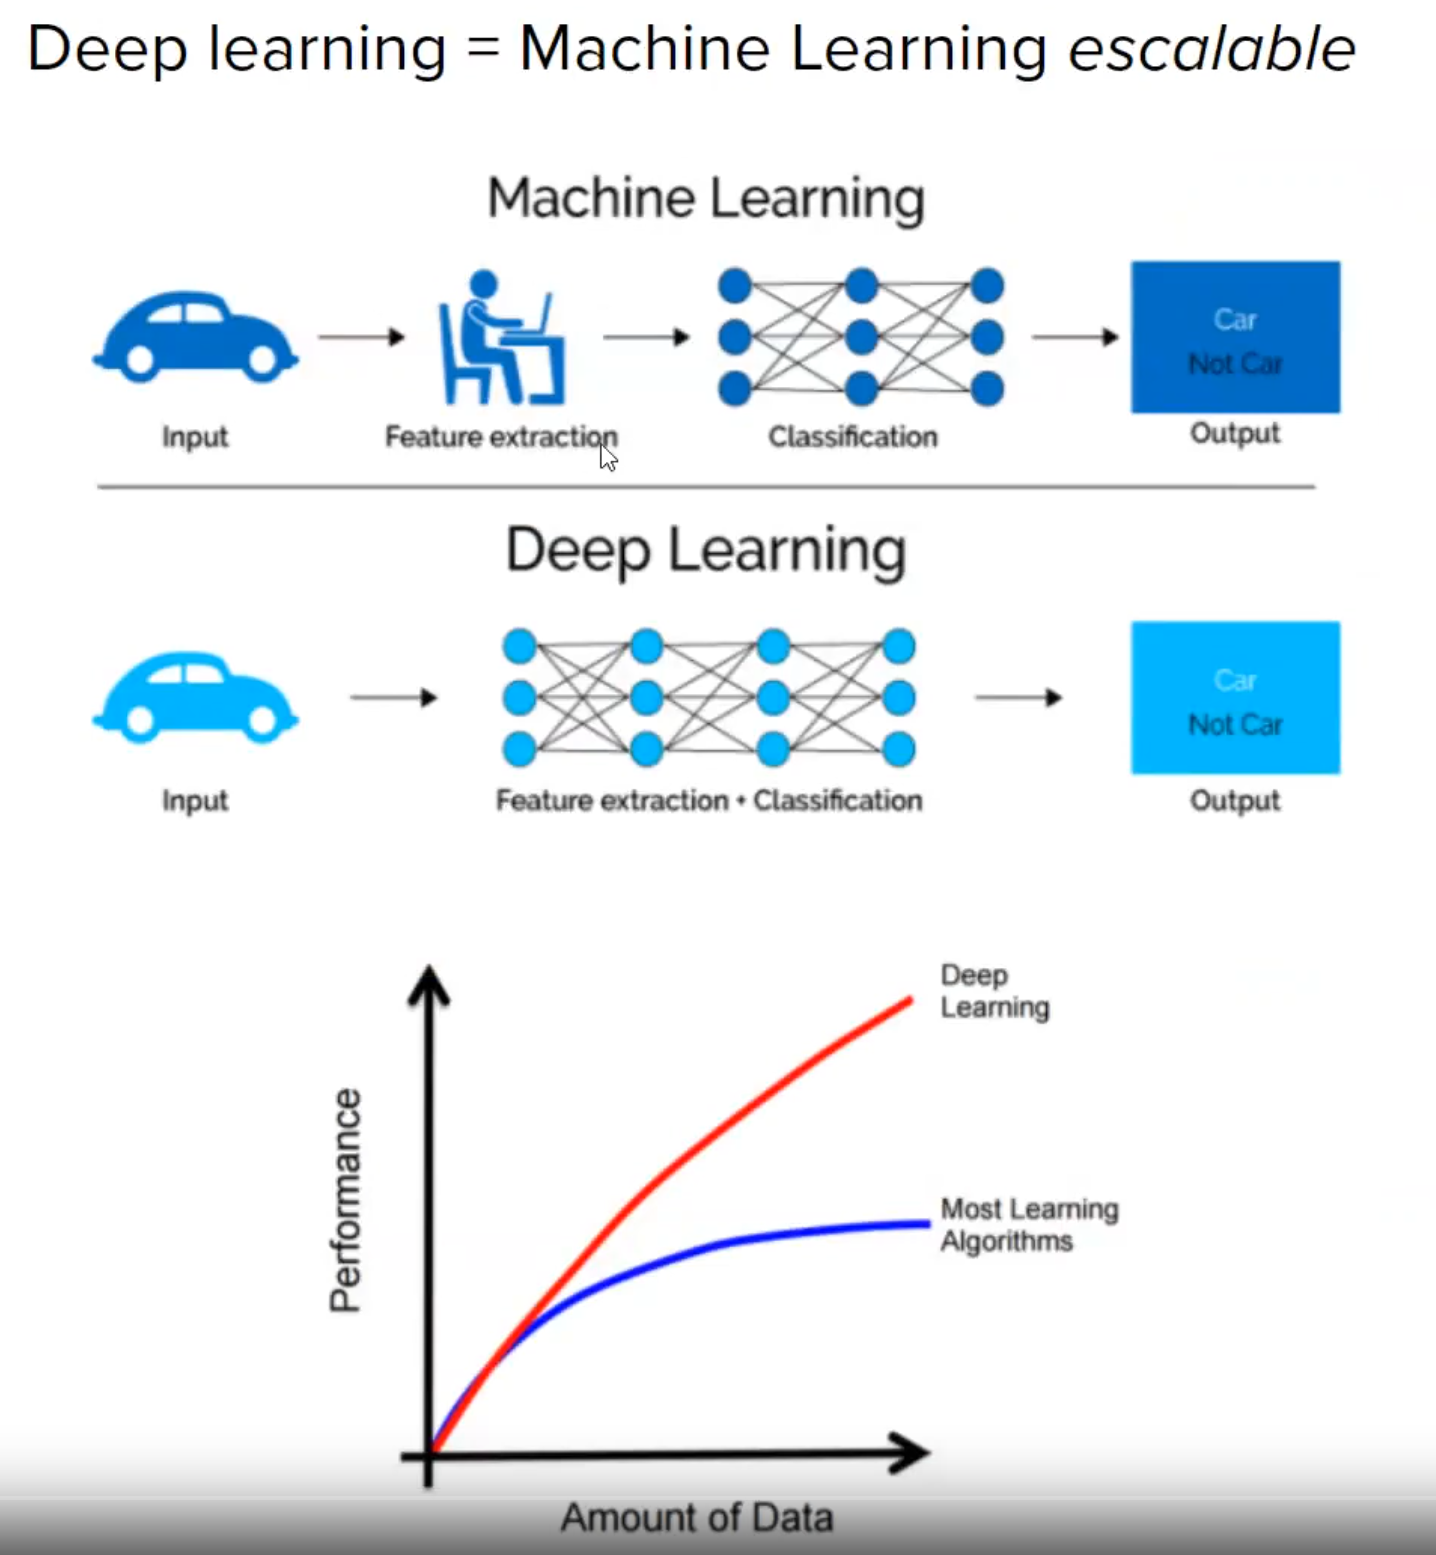 Deep learning = Machine Learning escalable
Machine Learning
Input
Feature extraction
Classification
Car
Not Car
Output
Deep Learning
Input
Feature extraction + Classification
Car
Not Car
Output
Performance
Deep
Learning
Most Learning
Algorithms
Amount of Data